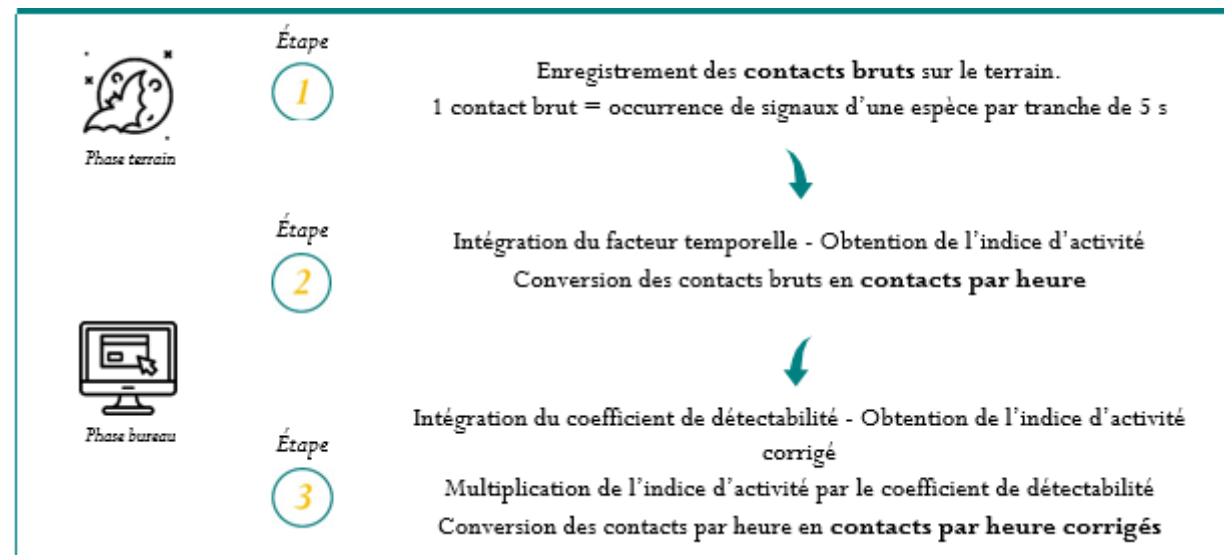 Étape
1
Enregistrement des contacts bruts sur le terrain.
1 contact brut = occurrence de signaux d'une espèce par tranche de 5 s
Phase terrain
Étape
2
Intégration du facteur temporelle - Obtention de l'indice d'activité
Conversion des contacts bruts en contacts par heure
Phase bureau
Étape
3
Intégration du coefficient de détectabilité - Obtention de l'indice d'activité
corrigé
Multiplication de l'indice d'activité par le coefficient de détectabilité
Conversion des contacts par heure en contacts par heure corrigés